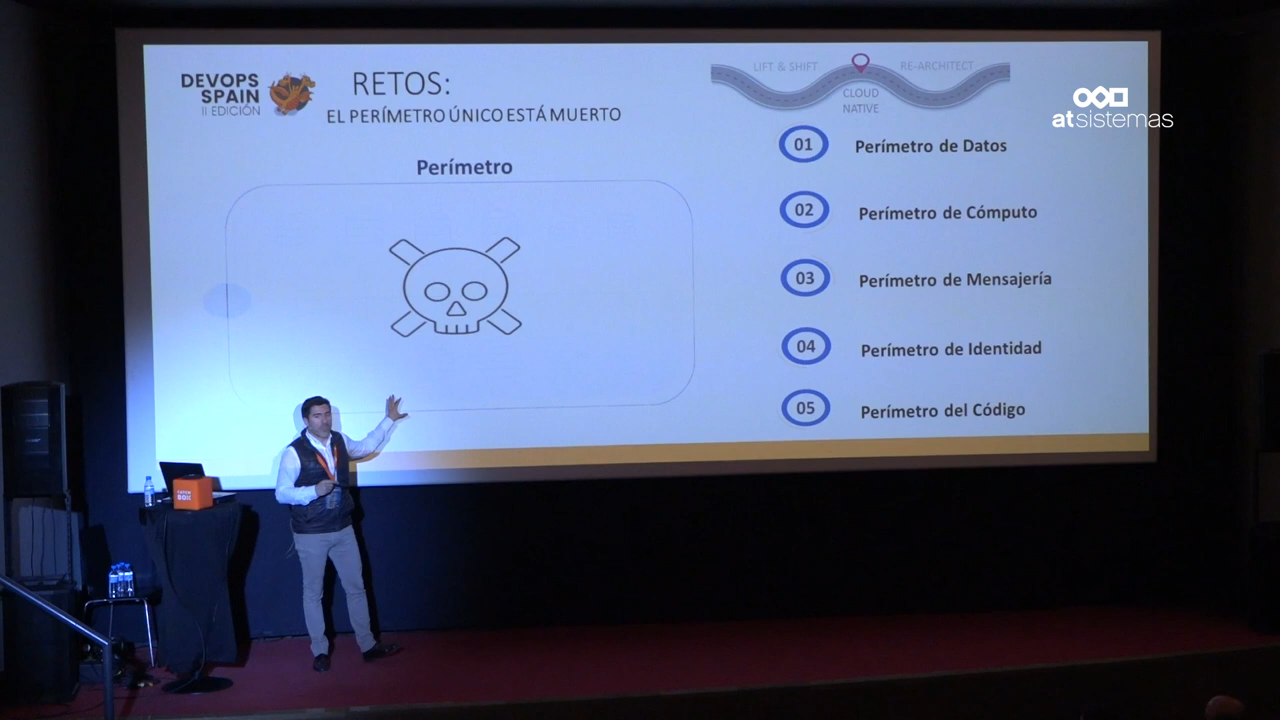 DEVOPS
SPAIN
II EDICIÓN
RETOS:
EL PERÍMETRO ÚNICO ESTÁ MUERTO
LIFT & SHIFT
RE-ARCHITECT
CLOUD
NATIVE
atsistemas
Perímetro
01 Perímetro de Datos
02 Perímetro de Cómputo
03 Perímetro de Mensajería
04 Perímetro de Identidad
05 Perímetro del Código
CATCH
BOX